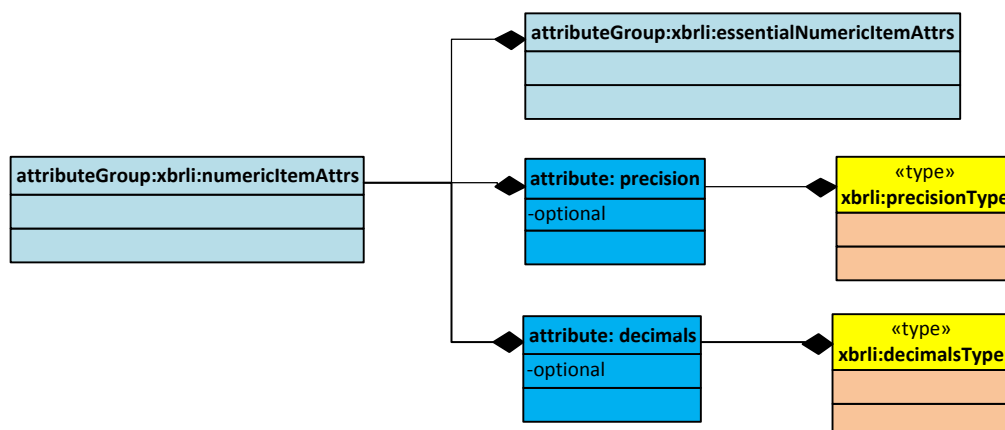 attributeGroup:xbrli:essentialNumericItemAttrs
attributeGroup:xbrli:numericItemAttrs
attribute: precision
-optional
«type»
xbrli:precisionType
attribute: decimals
-optional
«type»
xbrli:decimalsType